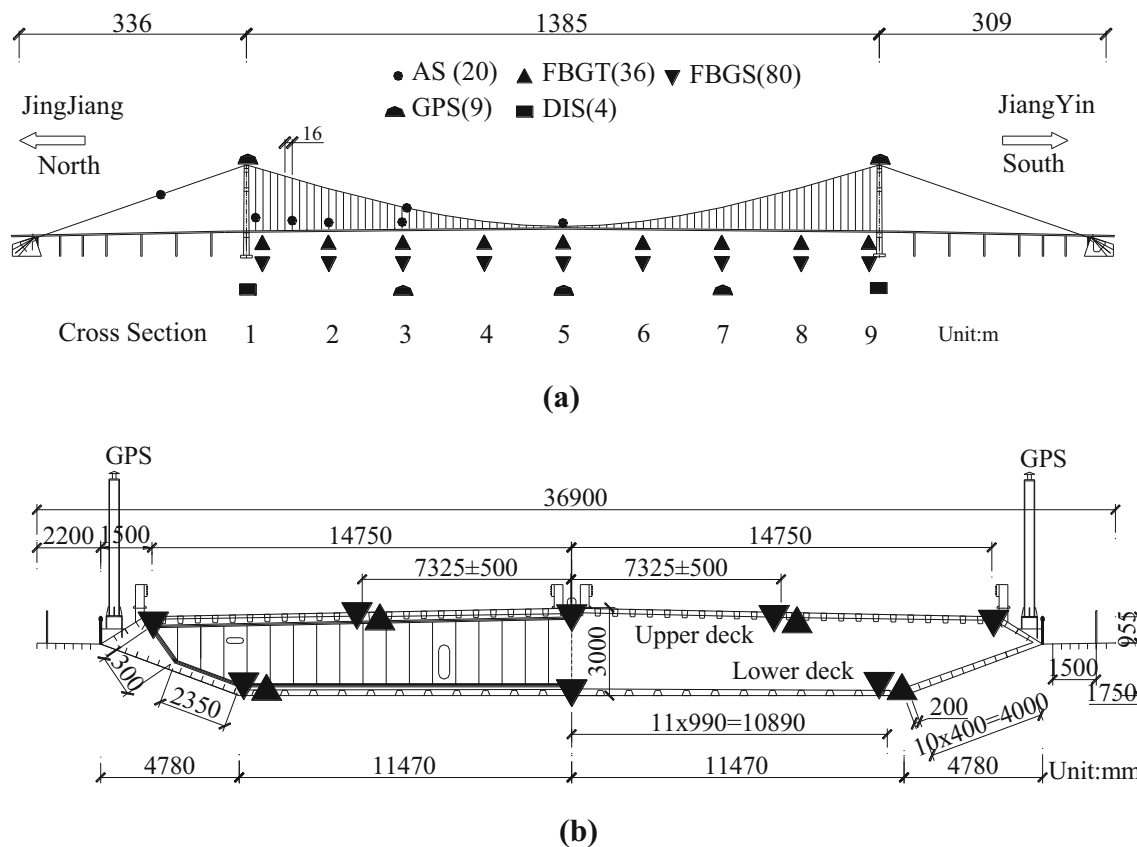 336 1385 309
AS (20) FBGT(36) FBGS(80)
GPS(9) DIS(4)
JingJiang JiangYin
16
North South
Cross Section 1 2 3 4 5 6 7 8 9 Unit:m
(a)
GPS GPS
36900
2200 1500 14750 14750
7325±500 7325±500
Upper deck
955
3000
Lower deck
300
2350
1500
200
1750
11x990=10890
10x400=4000
4780 11470 11470 4780 Unit:mm
(b)